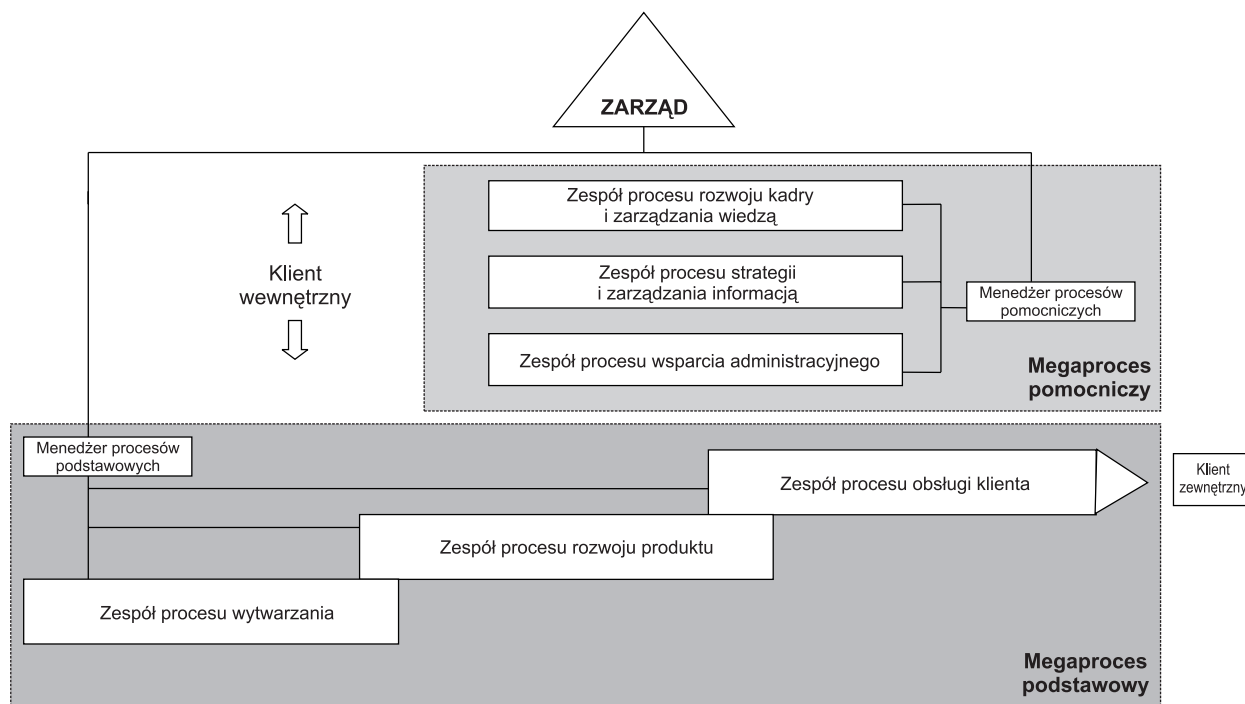 ZARZĄD
Zespół procesu rozwoju kadry
i zarządzania wiedzą
Klient
wewnętrzny
Zespół procesu strategii
i zarządzania informacją
Menedżer procesów
pomocniczych
Zespół procesu wsparcia administracyjnego
Megaproces
pomocniczy
Menedżer procesów
podstawowych
Zespół procesu obsługi klienta
Klient
zewnętrzny
Zespół procesu rozwoju produktu
Zespół procesu wytwarzania
Megaproces
podstawowy